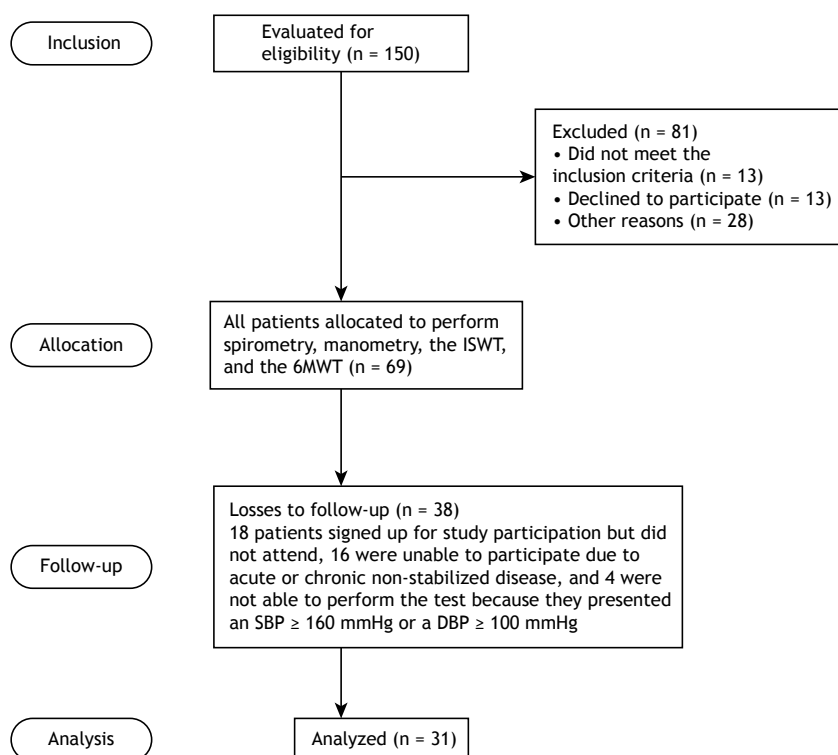 Inclusion
Evaluated for
eligibility (n = 150)
Excluded (n = 81)
• Did not meet the
inclusion criteria (n = 13)
• Declined to participate (n = 13)
• Other reasons (n = 28)
Allocation
All patients allocated to perform
spirometry, manometry, the ISWT,
and the 6MWT (n = 69)
Follow-up
Losses to follow-up (n = 38)
18 patients signed up for study participation but did
not attend, 16 were unable to participate due to
acute or chronic non-stabilized disease, and 4 were
not able to perform the test because they presented
an SBP ≥ 160 mmHg or a DBP ≥ 100 mmHg
Analysis
Analyzed (n = 31)